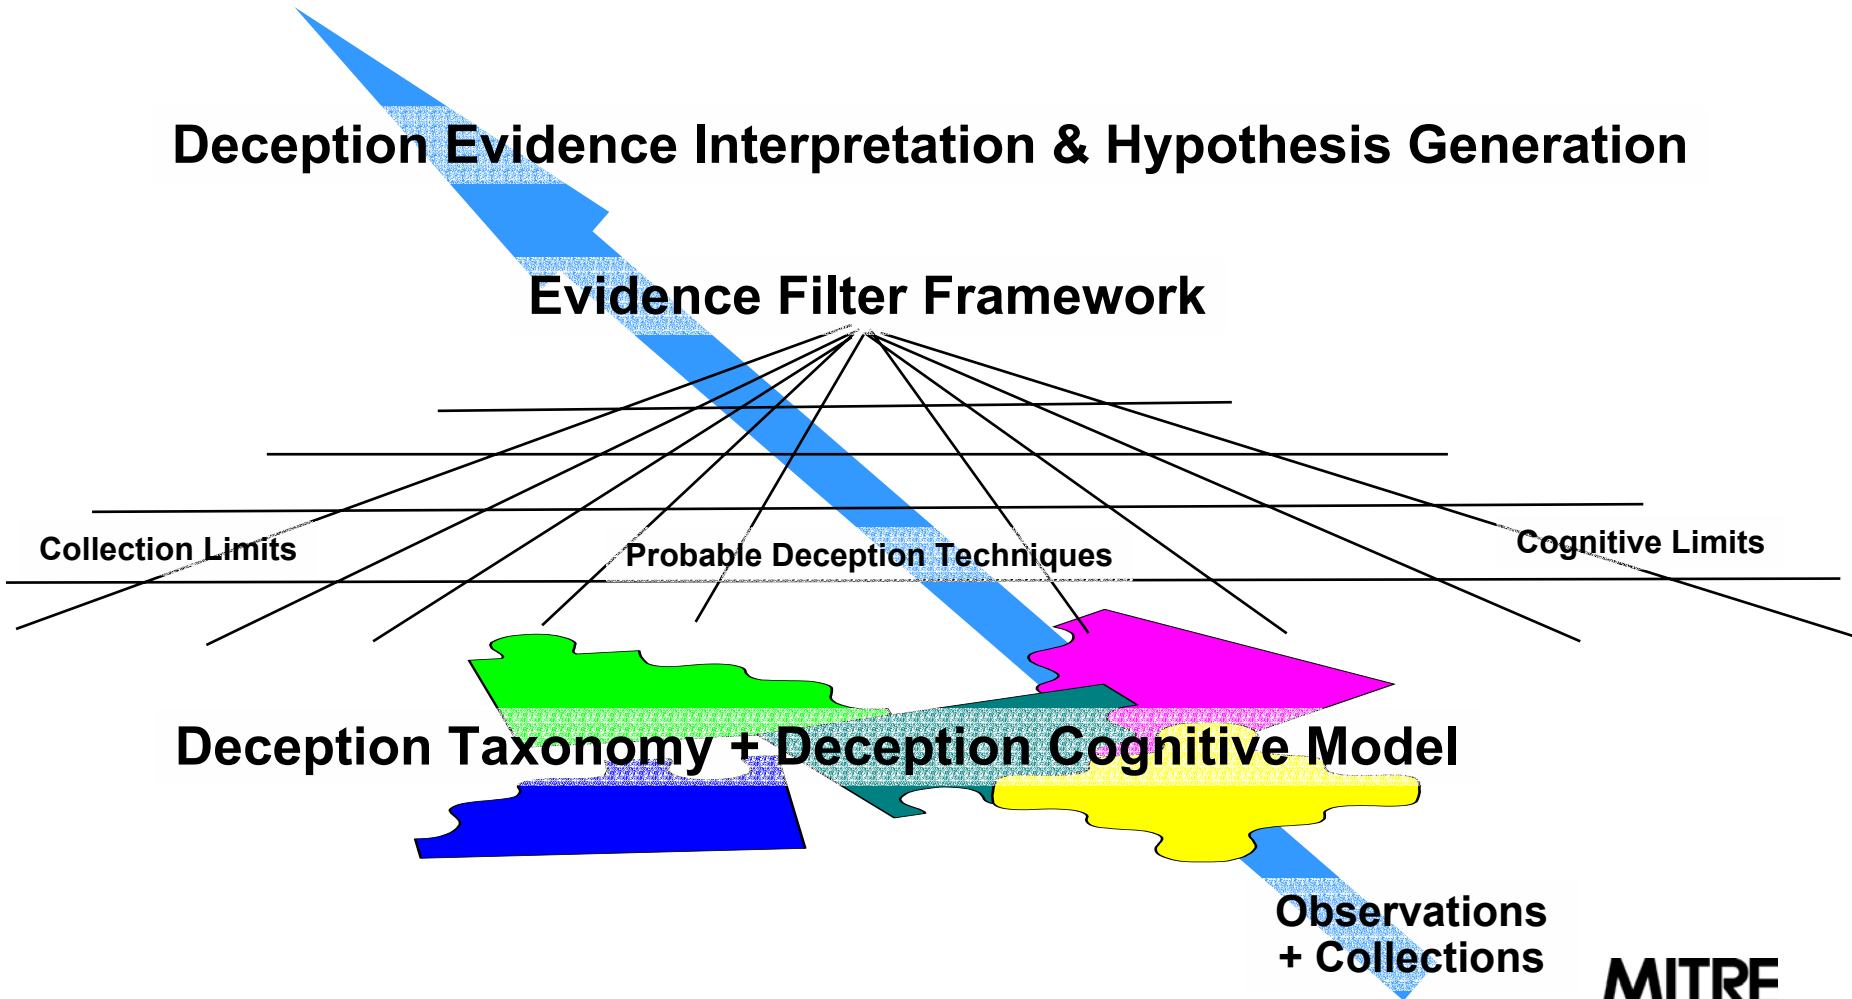 Deception Evidence Interpretation & Hypothesis Generation
Evidence Filter Framework
Collection Limits
Probable Deception Techniques
Cognitive Limits
Deception Taxonomy + Deception Cognitive Model
Observations
+ Collections
MITRE